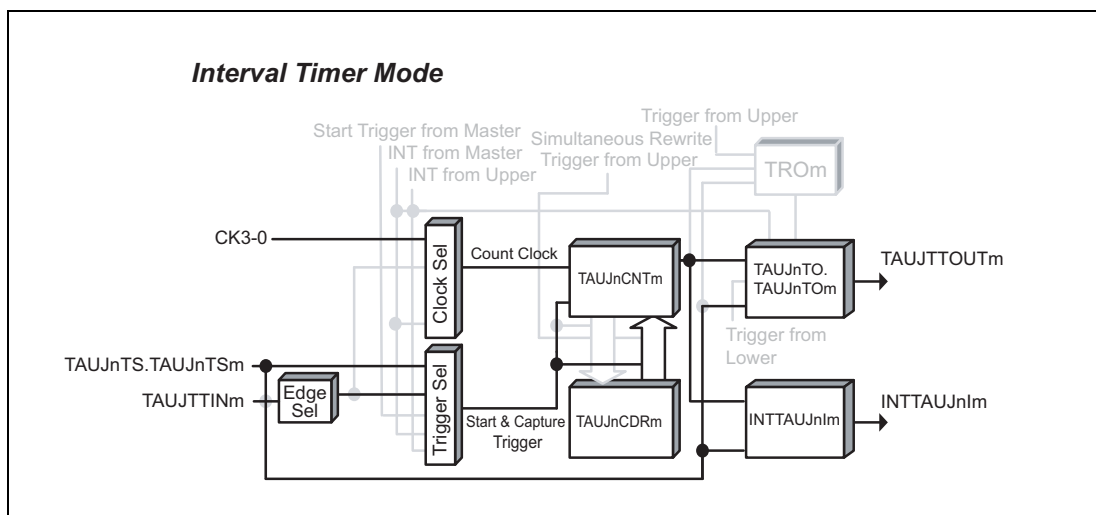 Interval Timer Mode
Trigger from Upper
Start Trigger from Master
Simultaneous Rewrite
INT from Master
Trigger from Upper
INT from Upper
TROm
CK3-0
Clock Sel
Count Clock
TAUJnCNTm
TAUJnTO.
TAUJnTOm
TAUJTTOUTm
Trigger from
Lower
TAUJnTS.TAUJnTSm
TAUJTTINm
Edge
Sel
Trigger Sel
Start & Capture
Trigger
TAUJnCDRm
INTTAUJnIm
INTTAUJnIm